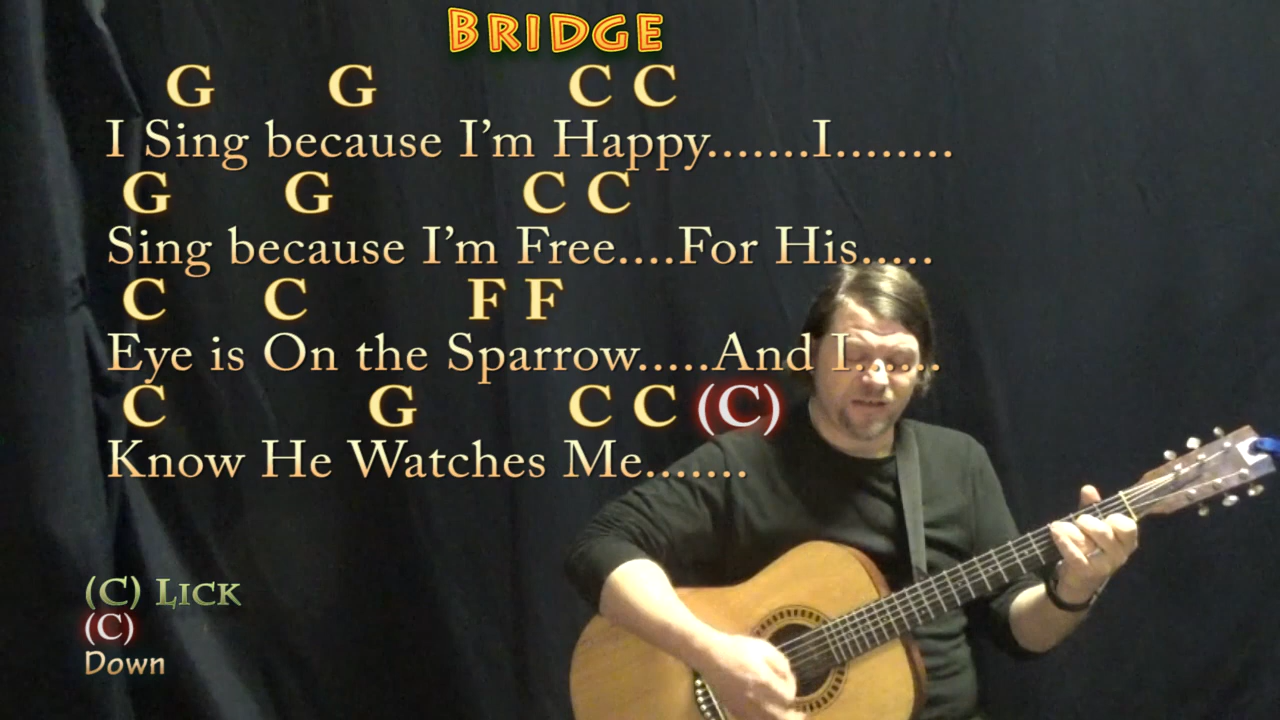 BRIDGE
G G C C
I Sing because I'm Happy.......I........
G G C C
Sing because I'm Free....For His.....
C C F F
Eye is On the Sparrow.....And I......
C G C C (C)
Know He Watches Me.......
(C) LICK
(C)
Down